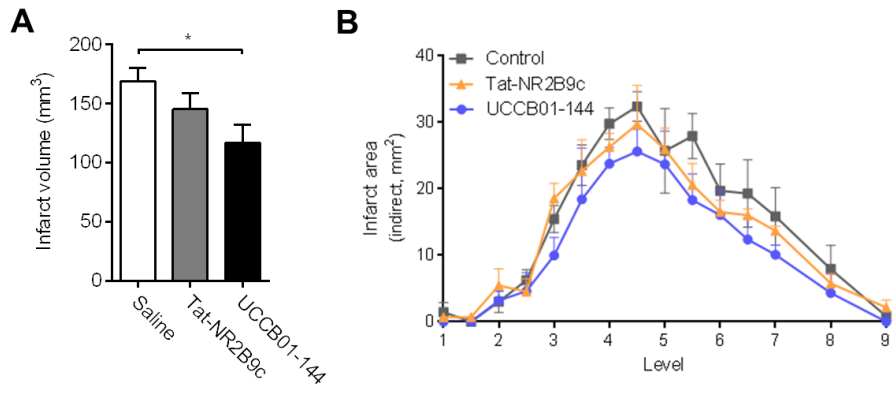 A
Infarct volume (mm³)
200
150
100
50
0
*
Saline
Tat-NR2B9c
UCCB01-144
B
Infarct area
(indirect, mm²)
40
30
20
10
0
Control
Tat-NR2B9c
UCCB01-144
1 2 3 4 5 6 7 8 9
Level